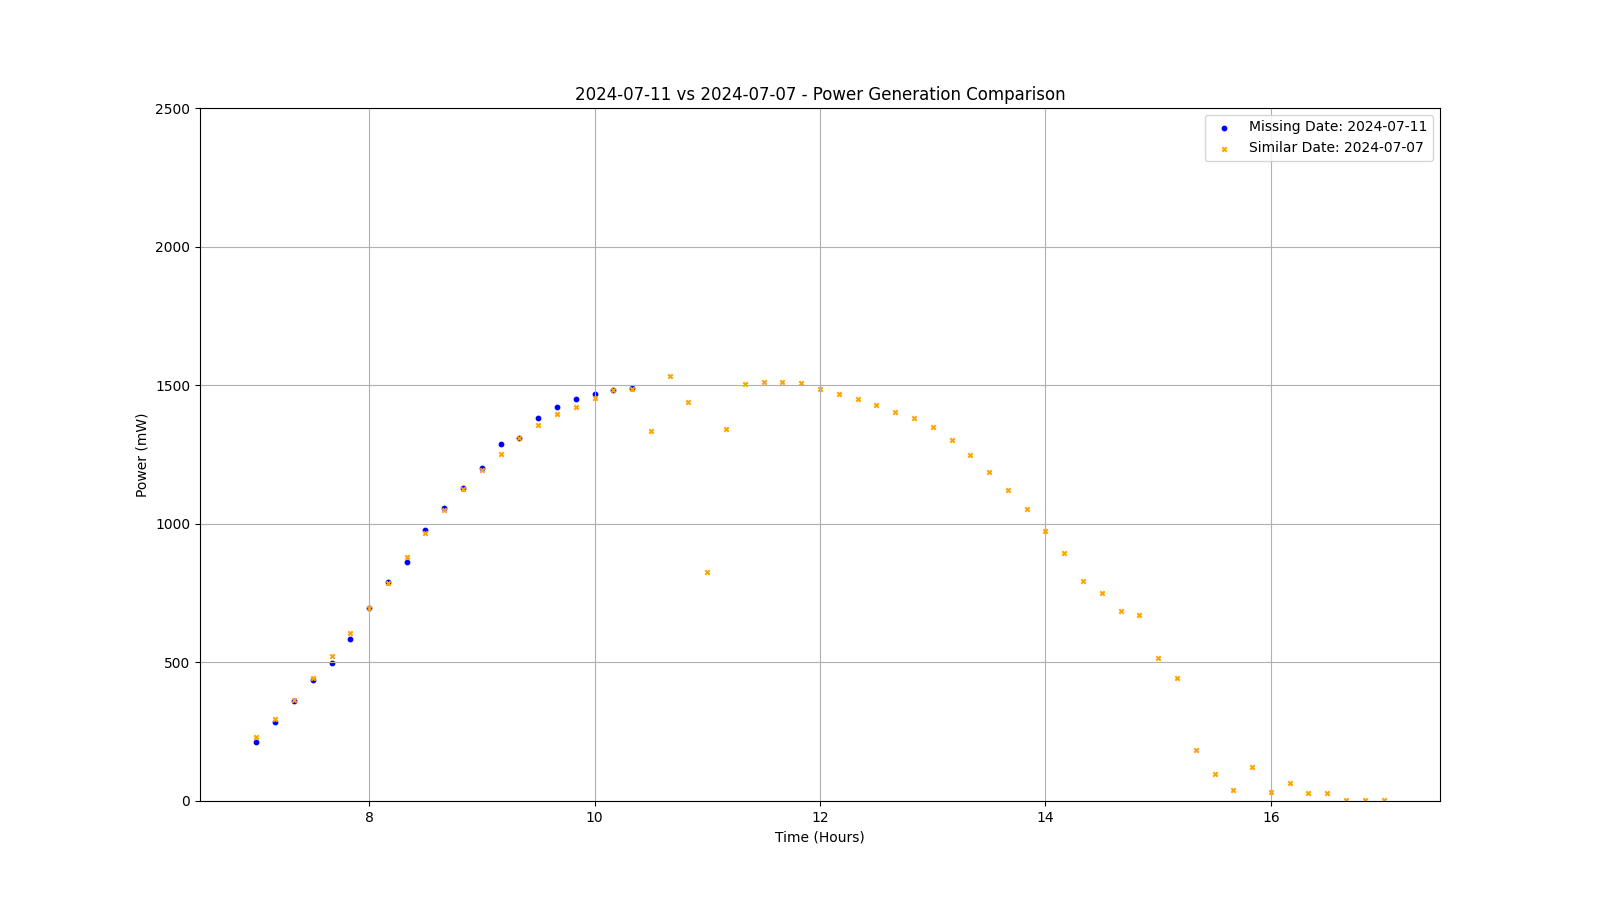 2024-07-11 vs 2024-07-07 - Power Generation Comparison
Missing Date: 2024-07-11
Similar Date: 2024-07-07
Power (mW)
2500
2000
1500
1000
500
0
8
10
12
14
16
Time (Hours)